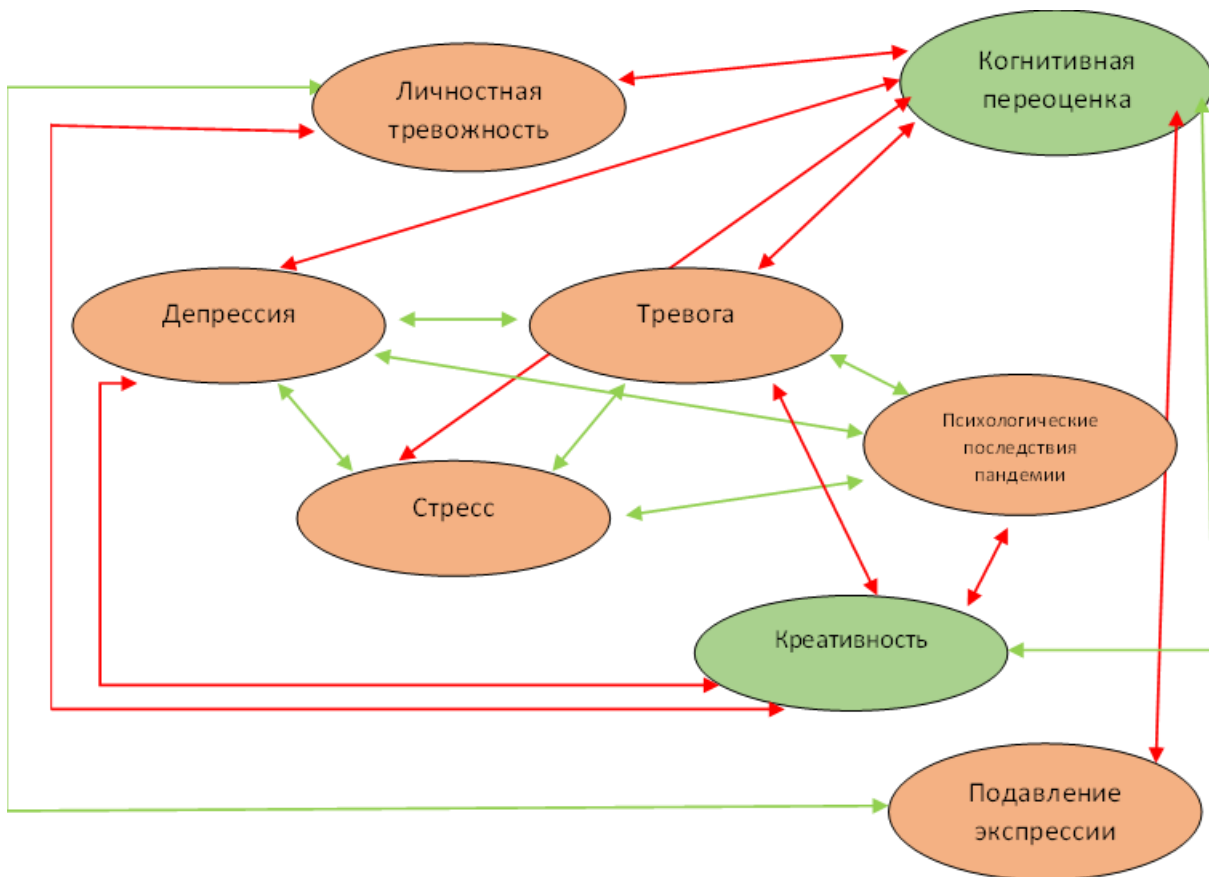 Когнитивная
переоценка
Личностная
тревожность
Депрессия
Тревога
Психологические
последствия
пандемии
Стресс
Креативность
Подавление
экспрессии